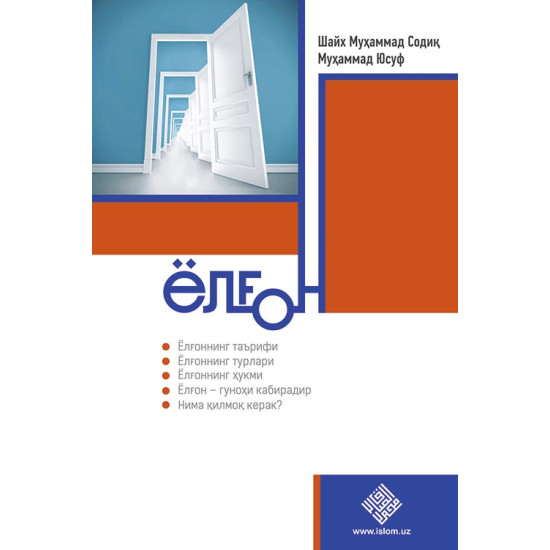 Шайх Муҳаммад Содиқ
Муҳаммад Юсуф
ЁЛҒОН
Ёлғоннинг таърифи
Ёлғоннинг турлари
Ёлғоннинг ҳукми
Ёлғон – гуноҳи кабирадир
Нима қилмоқ керак?
www.islom.uz